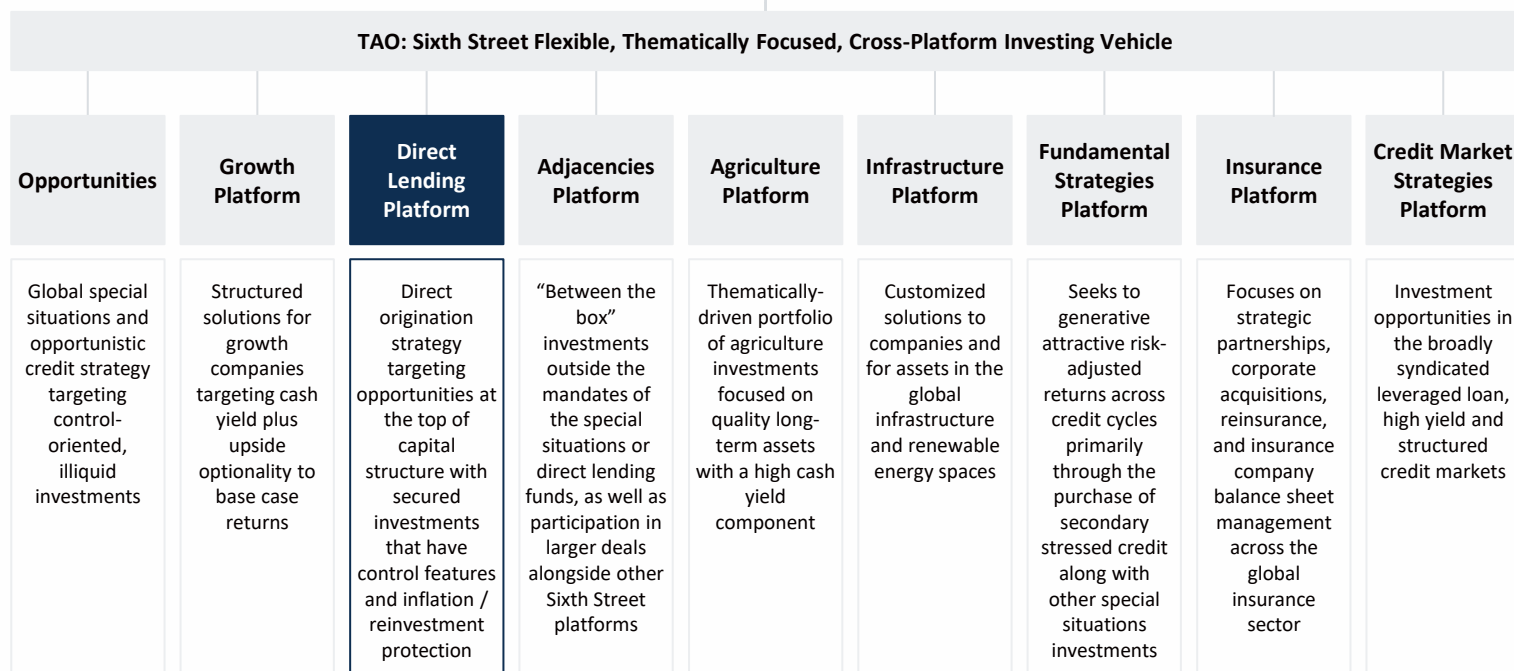 TAO: Sixth Street Flexible, Thematically Focused, Cross-Platform Investing Vehicle
Opportunities
Global special
situations and
opportunistic
credit strategy
targeting
control-
oriented,
illiquid
investments
Growth
Platform
Structured
solutions for
growth
companies
targeting cash
yield plus
upside
optionality to
base case
returns
Direct
Lending
Platform
Direct
origination
strategy
targeting
opportunities at
the top of
capital
structure with
secured
investments
that have
control features
and inflation /
reinvestment
protection
Adjacencies
Platform
“Between the
box”
investments
outside the
mandates of
the special
situations or
direct lending
funds, as well as
participation in
larger deals
alongside other
Sixth Street
platforms
Agriculture
Platform
Thematically-
driven portfolio
of agriculture
investments
focused on
quality long-
term assets
with a high cash
yield
component
Infrastructure
Platform
Customized
solutions to
companies and
for assets in the
global
infrastructure
and renewable
energy spaces
Fundamental
Strategies
Platform
Seeks to
generative
attractive risk-
adjusted
returns across
credit cycles
primarily
through the
purchase of
secondary
stressed credit
along with
other special
situations
investments
Insurance
Platform
Focuses on
strategic
partnerships,
corporate
acquisitions,
reinsurance,
and insurance
company
balance sheet
management
across the
global
insurance
sector
Credit Market
Strategies
Platform
Investment
opportunities in
the broadly
syndicated
leveraged loan,
high yield and
structured
credit markets